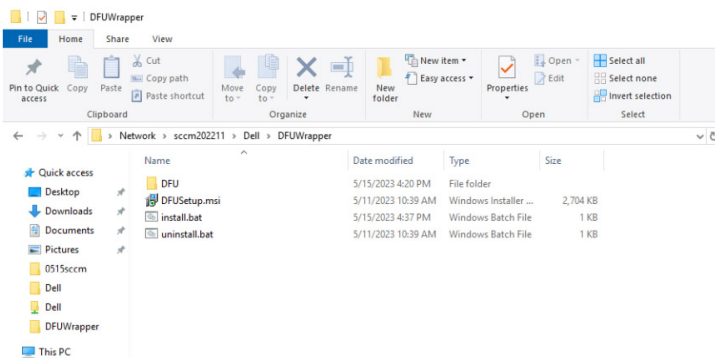 DFUWrapper
File Home Share View
Pin to Quick access
Copy
Paste
Cut
Copy path
Paste shortcut
Clipboard
Move to
Copy to
Delete
Rename
Organize
New folder
New item
Easy access
New
Properties
Open
Edit
Open
Select all
Select none
Invert selection
Select
Network > sccm202211 > Dell > DFUWrapper
Quick access
Desktop
Downloads
Documents
Pictures
0515sccm
Dell
Dell
DFUWrapper
This PC
Name Date modified Type Size
DFU 5/15/2023 4:20 PM File folder
DFUSetup.msi 5/11/2023 10:39 AM Windows Installer ... 2,704 KB
install.bat 5/15/2023 4:37 PM Windows Batch File 1 KB
uninstall.bat 5/11/2023 10:39 AM Windows Batch File 1 KB